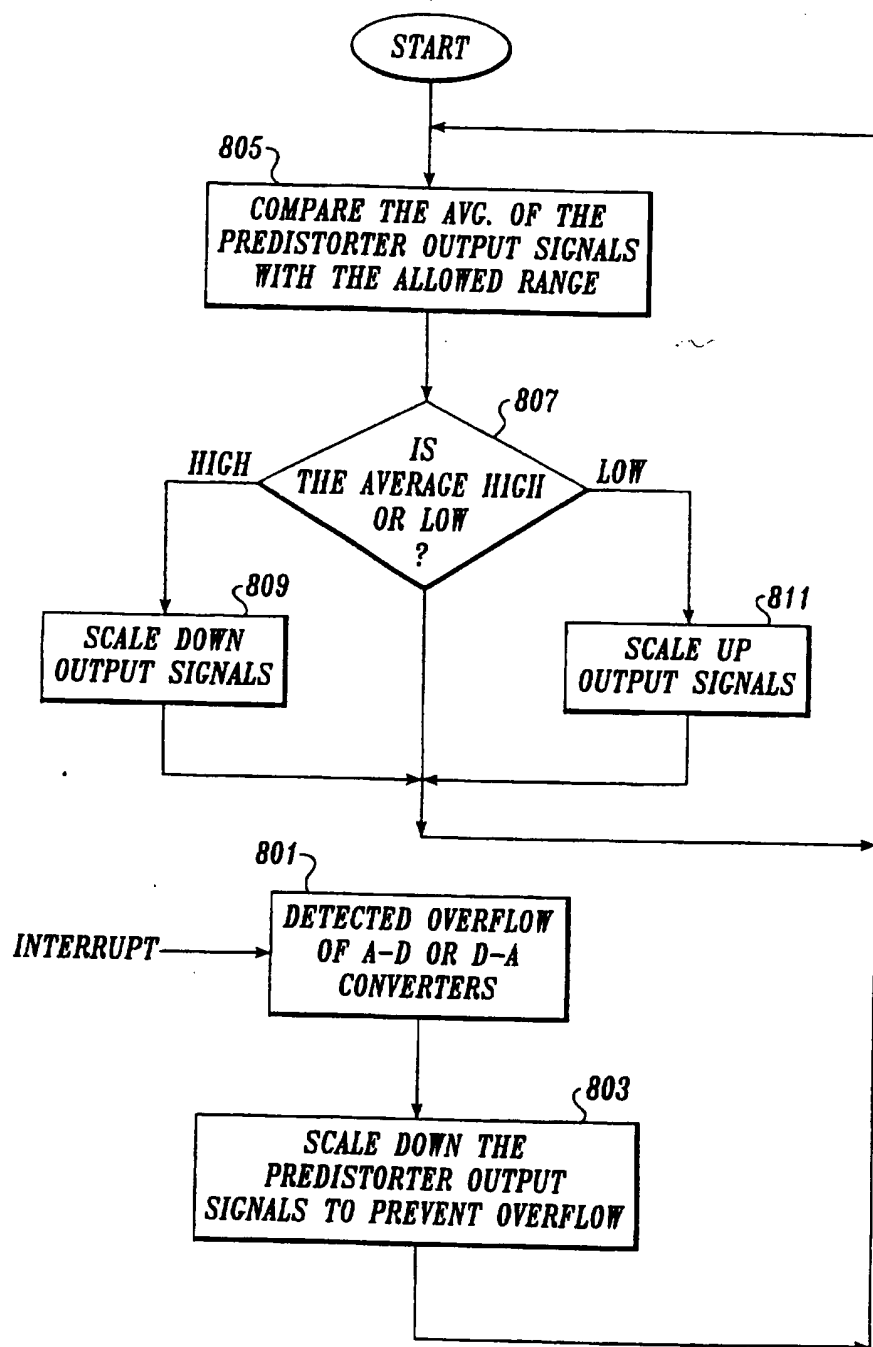 START
805
COMPARE THE AVG. OF THE
PREDISTORTER OUTPUT SIGNALS
WITH THE ALLOWED RANGE
807
IS
THE AVERAGE HIGH
OR LOW
?
HIGH
LOW
809
SCALE DOWN
OUTPUT SIGNALS
811
SCALE UP
OUTPUT SIGNALS
801
INTERRUPT
DETECTED OVERFLOW
OF A-D OR D-A
CONVERTERS
803
SCALE DOWN THE
PREDISTORTER OUTPUT
SIGNALS TO PREVENT OVERFLOW